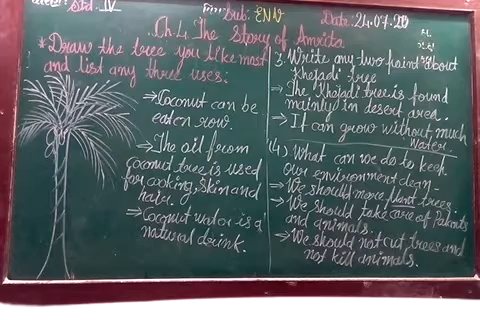 Std. IV
Sub: ENV
Date: 24.07.20
Ch.4. The Story of Amrita
* Draw the tree you like most
and list any three uses:
→ Coconut can be
eaten row.
→ The oil from
coconut tree is used
for cooking, skin and
hair.
→ Coconut water is a
natural drink.
3. Write any two point about
khejadi tree
→ The Khejadi tree is found
mainly in desert area.
→ It can grow without much
water.
(4) What can we do to keep
our environment clean-
→ We should more plant trees.
→ We should take care of Palants
and animals.
→ We should not cut trees and
not kill animals.